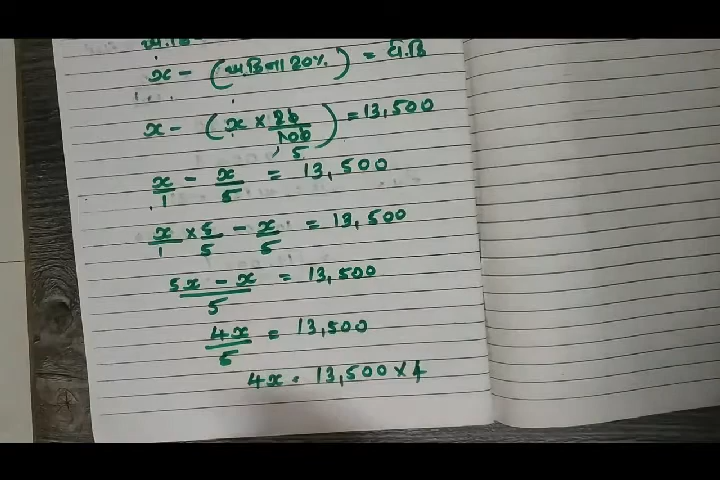 x - (અ.કિના 20%) = વે.કિ
x - (x × 20/100) = 13,500
5
x/1 - x/5 = 13,500
x/1 × 5/5 - x/5 = 13,500
5x - x/5 = 13,500
4x/5 = 13,500
4x = 13,500 × 4